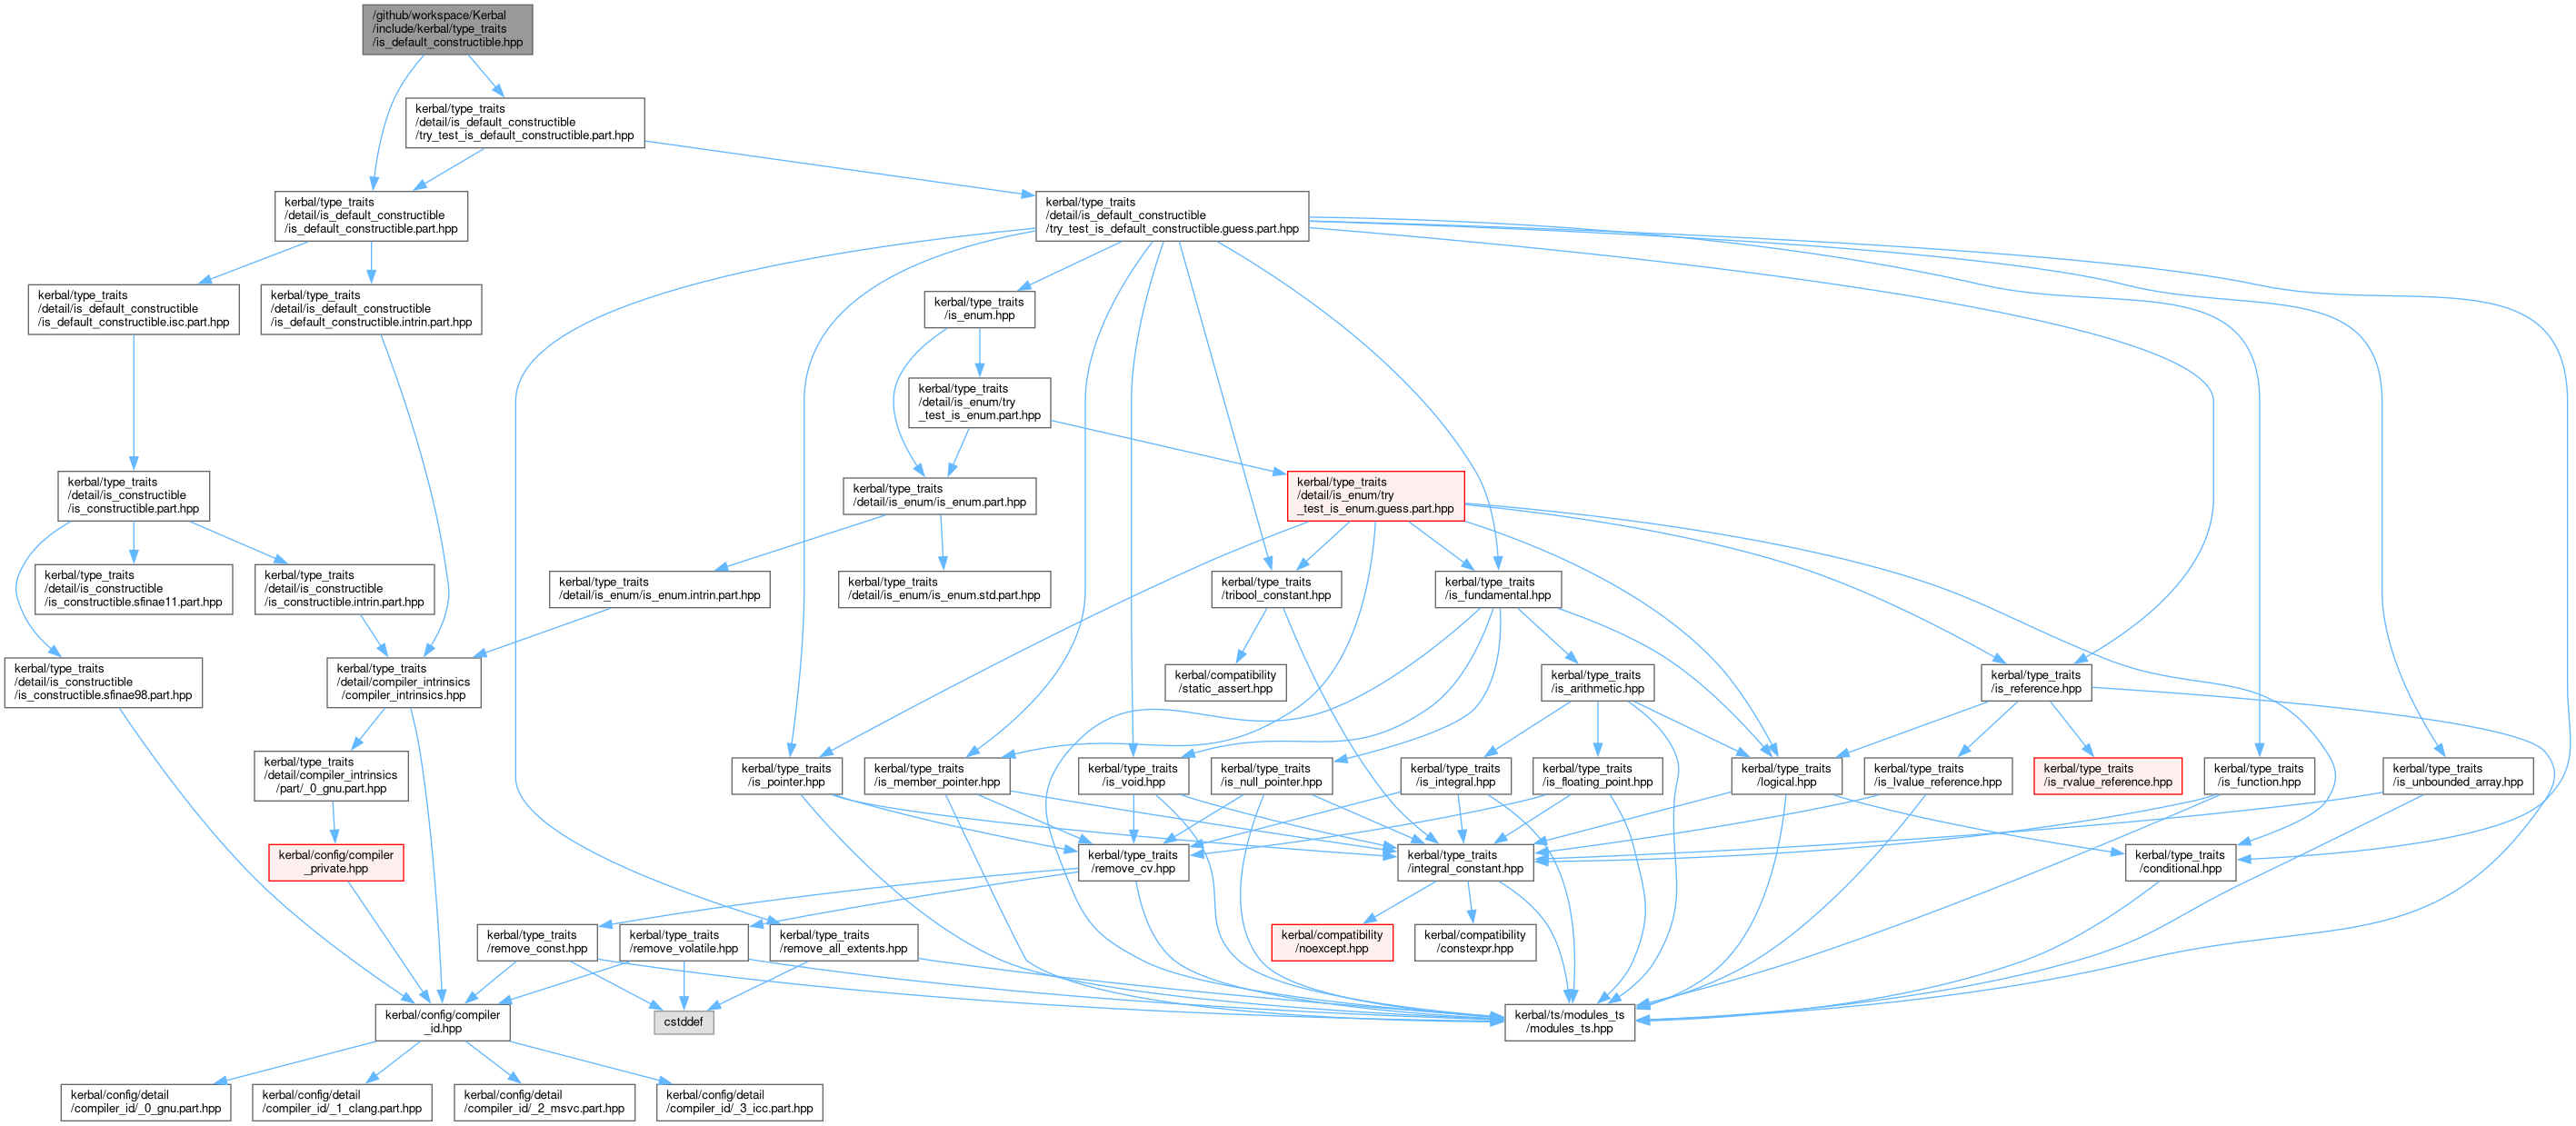 /github/workspace/Kerbal
/include/kerbal/type_traits
/is_default_constructible.hpp
kerbal/type_traits
/detail/is_default_constructible
/try_test_is_default_constructible.part.hpp
kerbal/type_traits
/detail/is_default_constructible
/is_default_constructible.part.hpp
kerbal/type_traits
/detail/is_default_constructible
/try_test_is_default_constructible.guess.part.hpp
kerbal/type_traits
/detail/is_default_constructible
/is_default_constructible.isc.part.hpp
kerbal/type_traits
/detail/is_default_constructible
/is_default_constructible.intrin.part.hpp
kerbal/type_traits
/is_enum.hpp
kerbal/type_traits
/detail/is_enum/try
_test_is_enum.part.hpp
kerbal/type_traits
/detail/is_constructible
/is_constructible.part.hpp
kerbal/type_traits
/detail/is_enum/is_enum.part.hpp
kerbal/type_traits
/detail/is_enum/try
_test_is_enum.guess.part.hpp
kerbal/type_traits
/detail/is_constructible
/is_constructible.sfinae11.part.hpp
kerbal/type_traits
/detail/is_constructible
/is_constructible.intrin.part.hpp
kerbal/type_traits
/detail/is_enum/is_enum.intrin.part.hpp
kerbal/type_traits
/detail/is_enum/is_enum.std.part.hpp
kerbal/type_traits
/tribool_constant.hpp
kerbal/type_traits
/is_fundamental.hpp
kerbal/type_traits
/detail/is_constructible
/is_constructible.sfinae98.part.hpp
kerbal/type_traits
/detail/compiler_intrinsics
/compiler_intrinsics.hpp
kerbal/compatibility
/static_assert.hpp
kerbal/type_traits
/is_arithmetic.hpp
kerbal/type_traits
/is_reference.hpp
kerbal/type_traits
/detail/compiler_intrinsics
/part/_0_gnu.part.hpp
kerbal/type_traits
/is_pointer.hpp
kerbal/type_traits
/is_member_pointer.hpp
kerbal/type_traits
/is_void.hpp
kerbal/type_traits
/is_null_pointer.hpp
kerbal/type_traits
/is_integral.hpp
kerbal/type_traits
/is_floating_point.hpp
kerbal/type_traits
/logical.hpp
kerbal/type_traits
/is_lvalue_reference.hpp
kerbal/type_traits
/is_rvalue_reference.hpp
kerbal/type_traits
/is_function.hpp
kerbal/type_traits
/is_unbounded_array.hpp
kerbal/config/compiler
_private.hpp
kerbal/type_traits
/remove_cv.hpp
kerbal/type_traits
/integral_constant.hpp
kerbal/type_traits
/conditional.hpp
kerbal/type_traits
/remove_const.hpp
kerbal/type_traits
/remove_volatile.hpp
kerbal/type_traits
/remove_all_extents.hpp
kerbal/compatibility
/noexcept.hpp
kerbal/compatibility
/constexpr.hpp
kerbal/config/compiler
_id.hpp
cstddef
kerbal/ts/modules_ts
/modules_ts.hpp
kerbal/config/detail
/compiler_id/_0_gnu.part.hpp
kerbal/config/detail
/compiler_id/_1_clang.part.hpp
kerbal/config/detail
/compiler_id/_2_msvc.part.hpp
kerbal/config/detail
/compiler_id/_3_icc.part.hpp